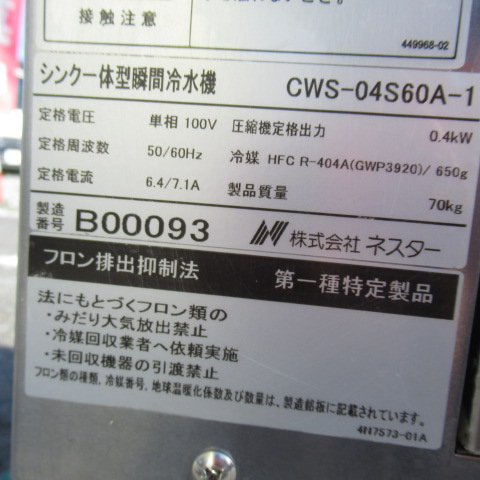 接触注意
449968-02
シンク一体型瞬間冷水機 CWS-04S60A-1
定格電圧 単相 100V 圧縮機定格出力 0.4kW
定格周波数 50/60Hz 冷媒 HFC R-404A(GWP3920)/ 650g
定格電流 6.4/7.1A 製品質量 70kg
製造番号 B00093 株式会社 ネスター
フロン排出抑制法 第一種特定製品
法にもとづくフロン類の
・みだり大気放出禁止
・冷媒回収業者へ依頼実施
・未回収機器の引渡禁止
フロン類の種類、冷媒番号、地球温暖化係数及び数量は、製造銘板に記載されています。
4N7573-01A